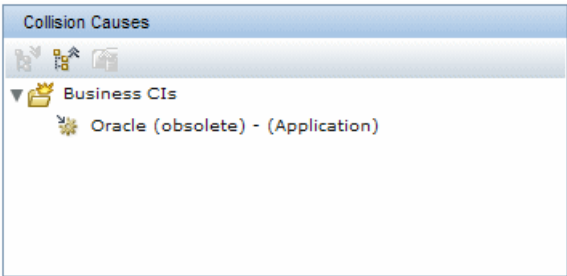 Collision Causes
Business CIs
Oracle (obsolete) - (Application)